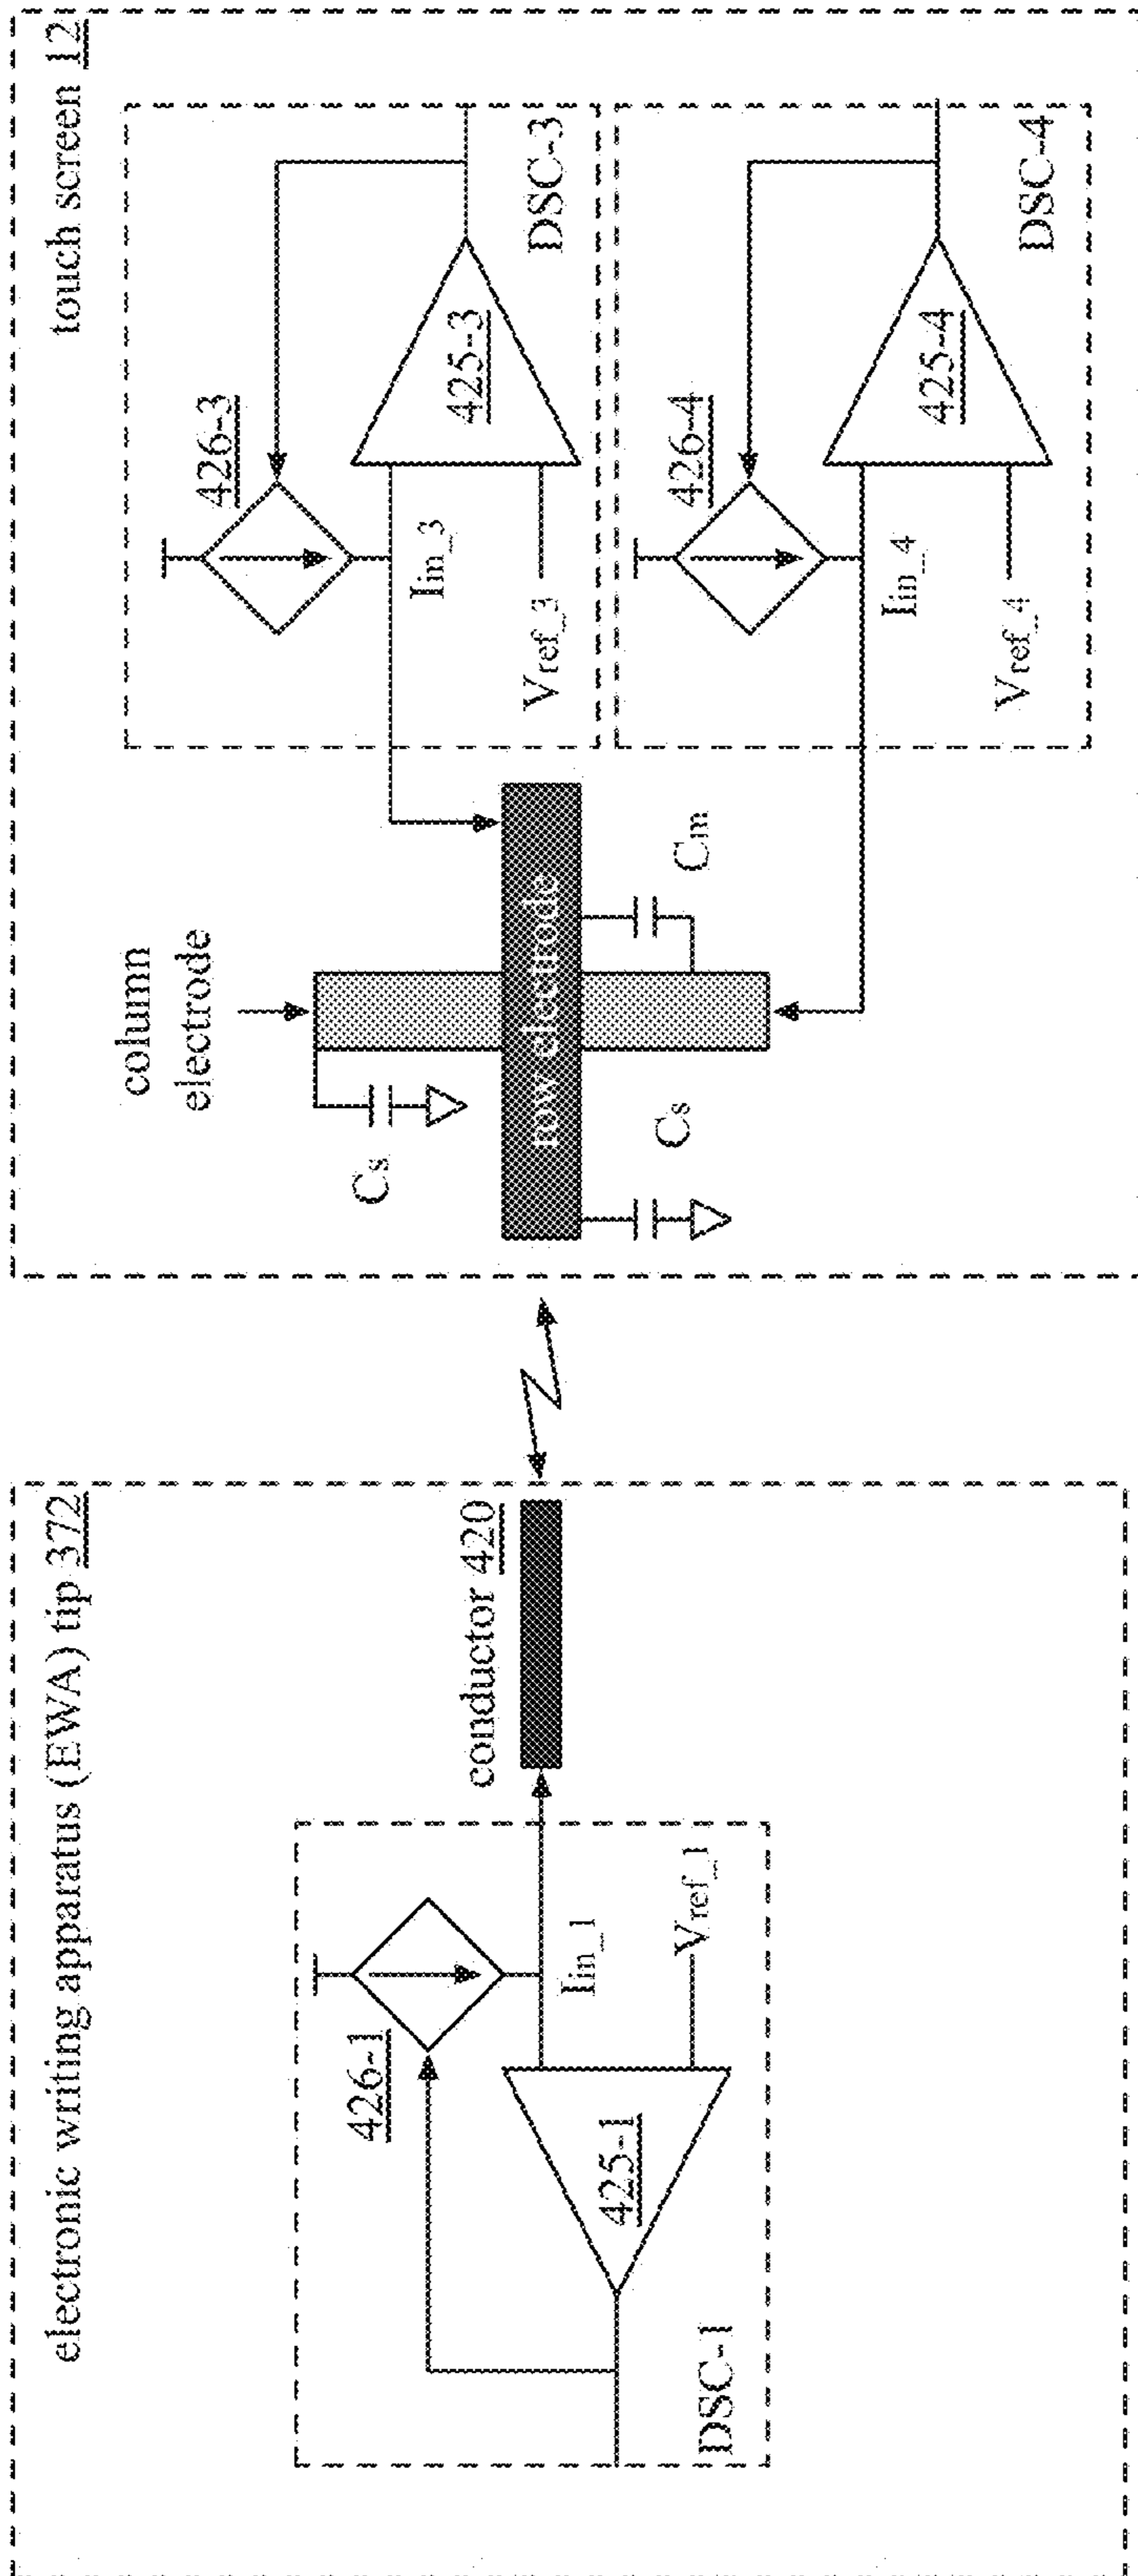 electronic writing apparatus (EWA) tip 372
426-1
425-1
DSC-1
Iin_1
Vref_1
conductor 420
touch screen 12
column
electrode
Cs
row electrode
Cs
Cm
426-3
425-3
Iin_3
Vref_3
DSC-3
426-4
425-4
Iin_4
Vref_4
DSC-4